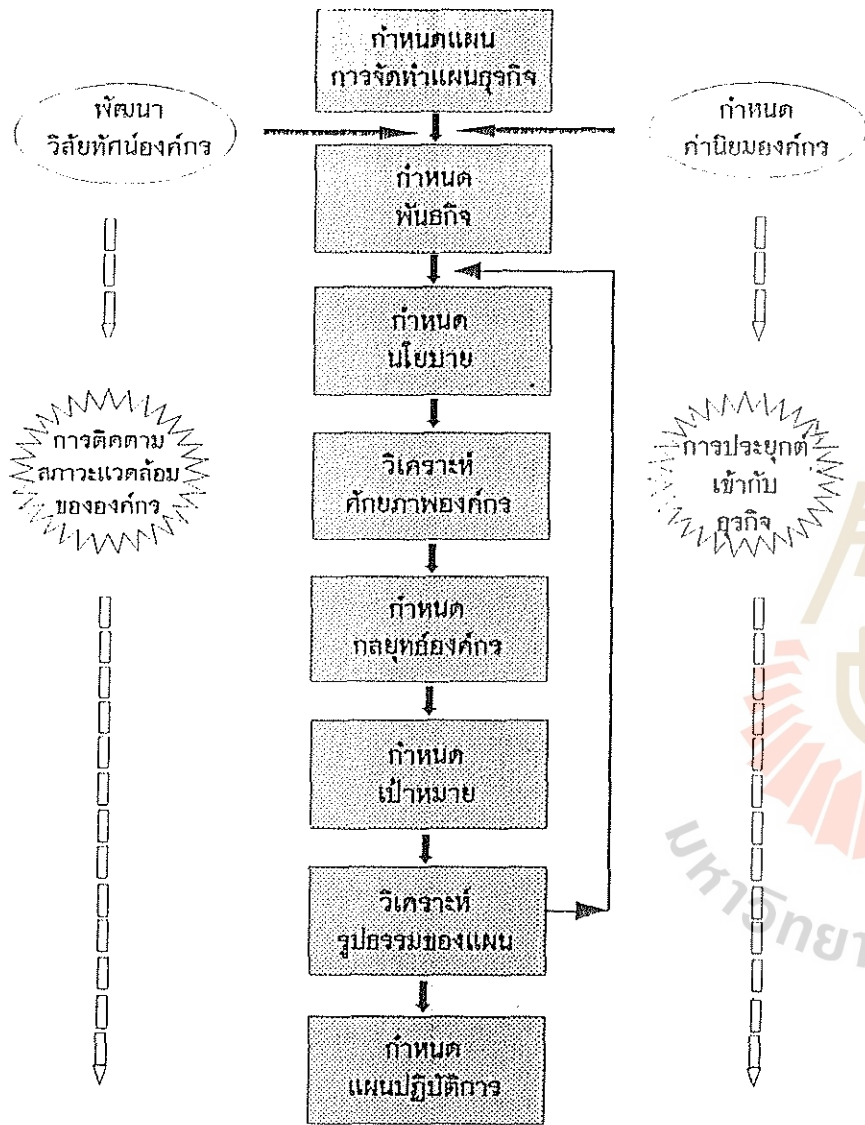 กำหนดแผน
การจัดทำแผนธุรกิจ
พัฒนา
วิสัยทัศน์องค์กร
กำหนด
ค่านิยมองค์กร
กำหนด
พันธกิจ
กำหนด
นโยบาย
การติดตาม
สภาวะแวดล้อม
ขององค์กร
วิเคราะห์
ศักยภาพองค์กร
การประยุกต์
เข้ากับ
ธุรกิจ
กำหนด
กลยุทธ์องค์กร
กำหนด
เป้าหมาย
วิเคราะห์
รูปธรรมของแผน
กำหนด
แผนปฏิบัติการ